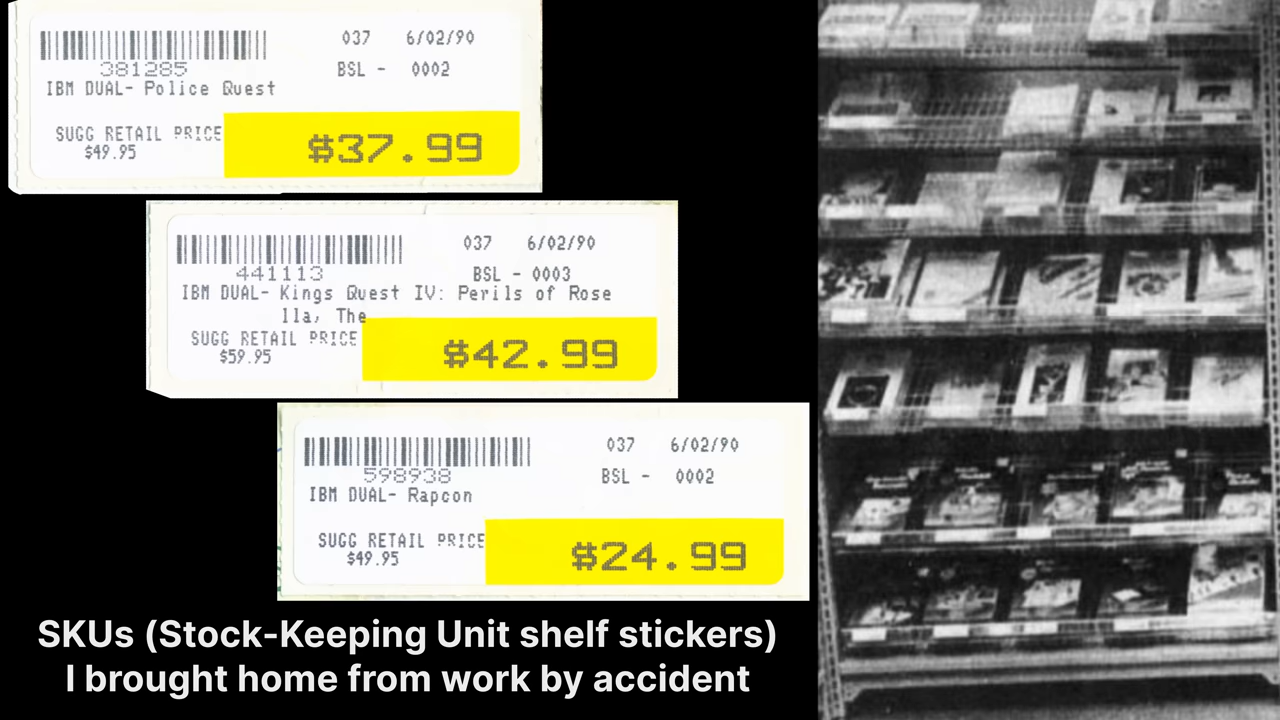 037 6/02/90
381285
BSL - 0002
IBM DUAL- Police Quest
SUGG RETAIL PRICE
$49.95
$37.99
037 6/02/90
441113
BSL - 0003
IBM DUAL- Kings Quest IV: Perils of Rose
lla, The
SUGG RETAIL PRICE
$59.95
$42.99
037 6/02/90
598938
BSL - 0002
IBM DUAL- Rapcon
SUGG RETAIL PRICE
$49.95
$24.99
SKUs (Stock-Keeping Unit shelf stickers)
I brought home from work by accident